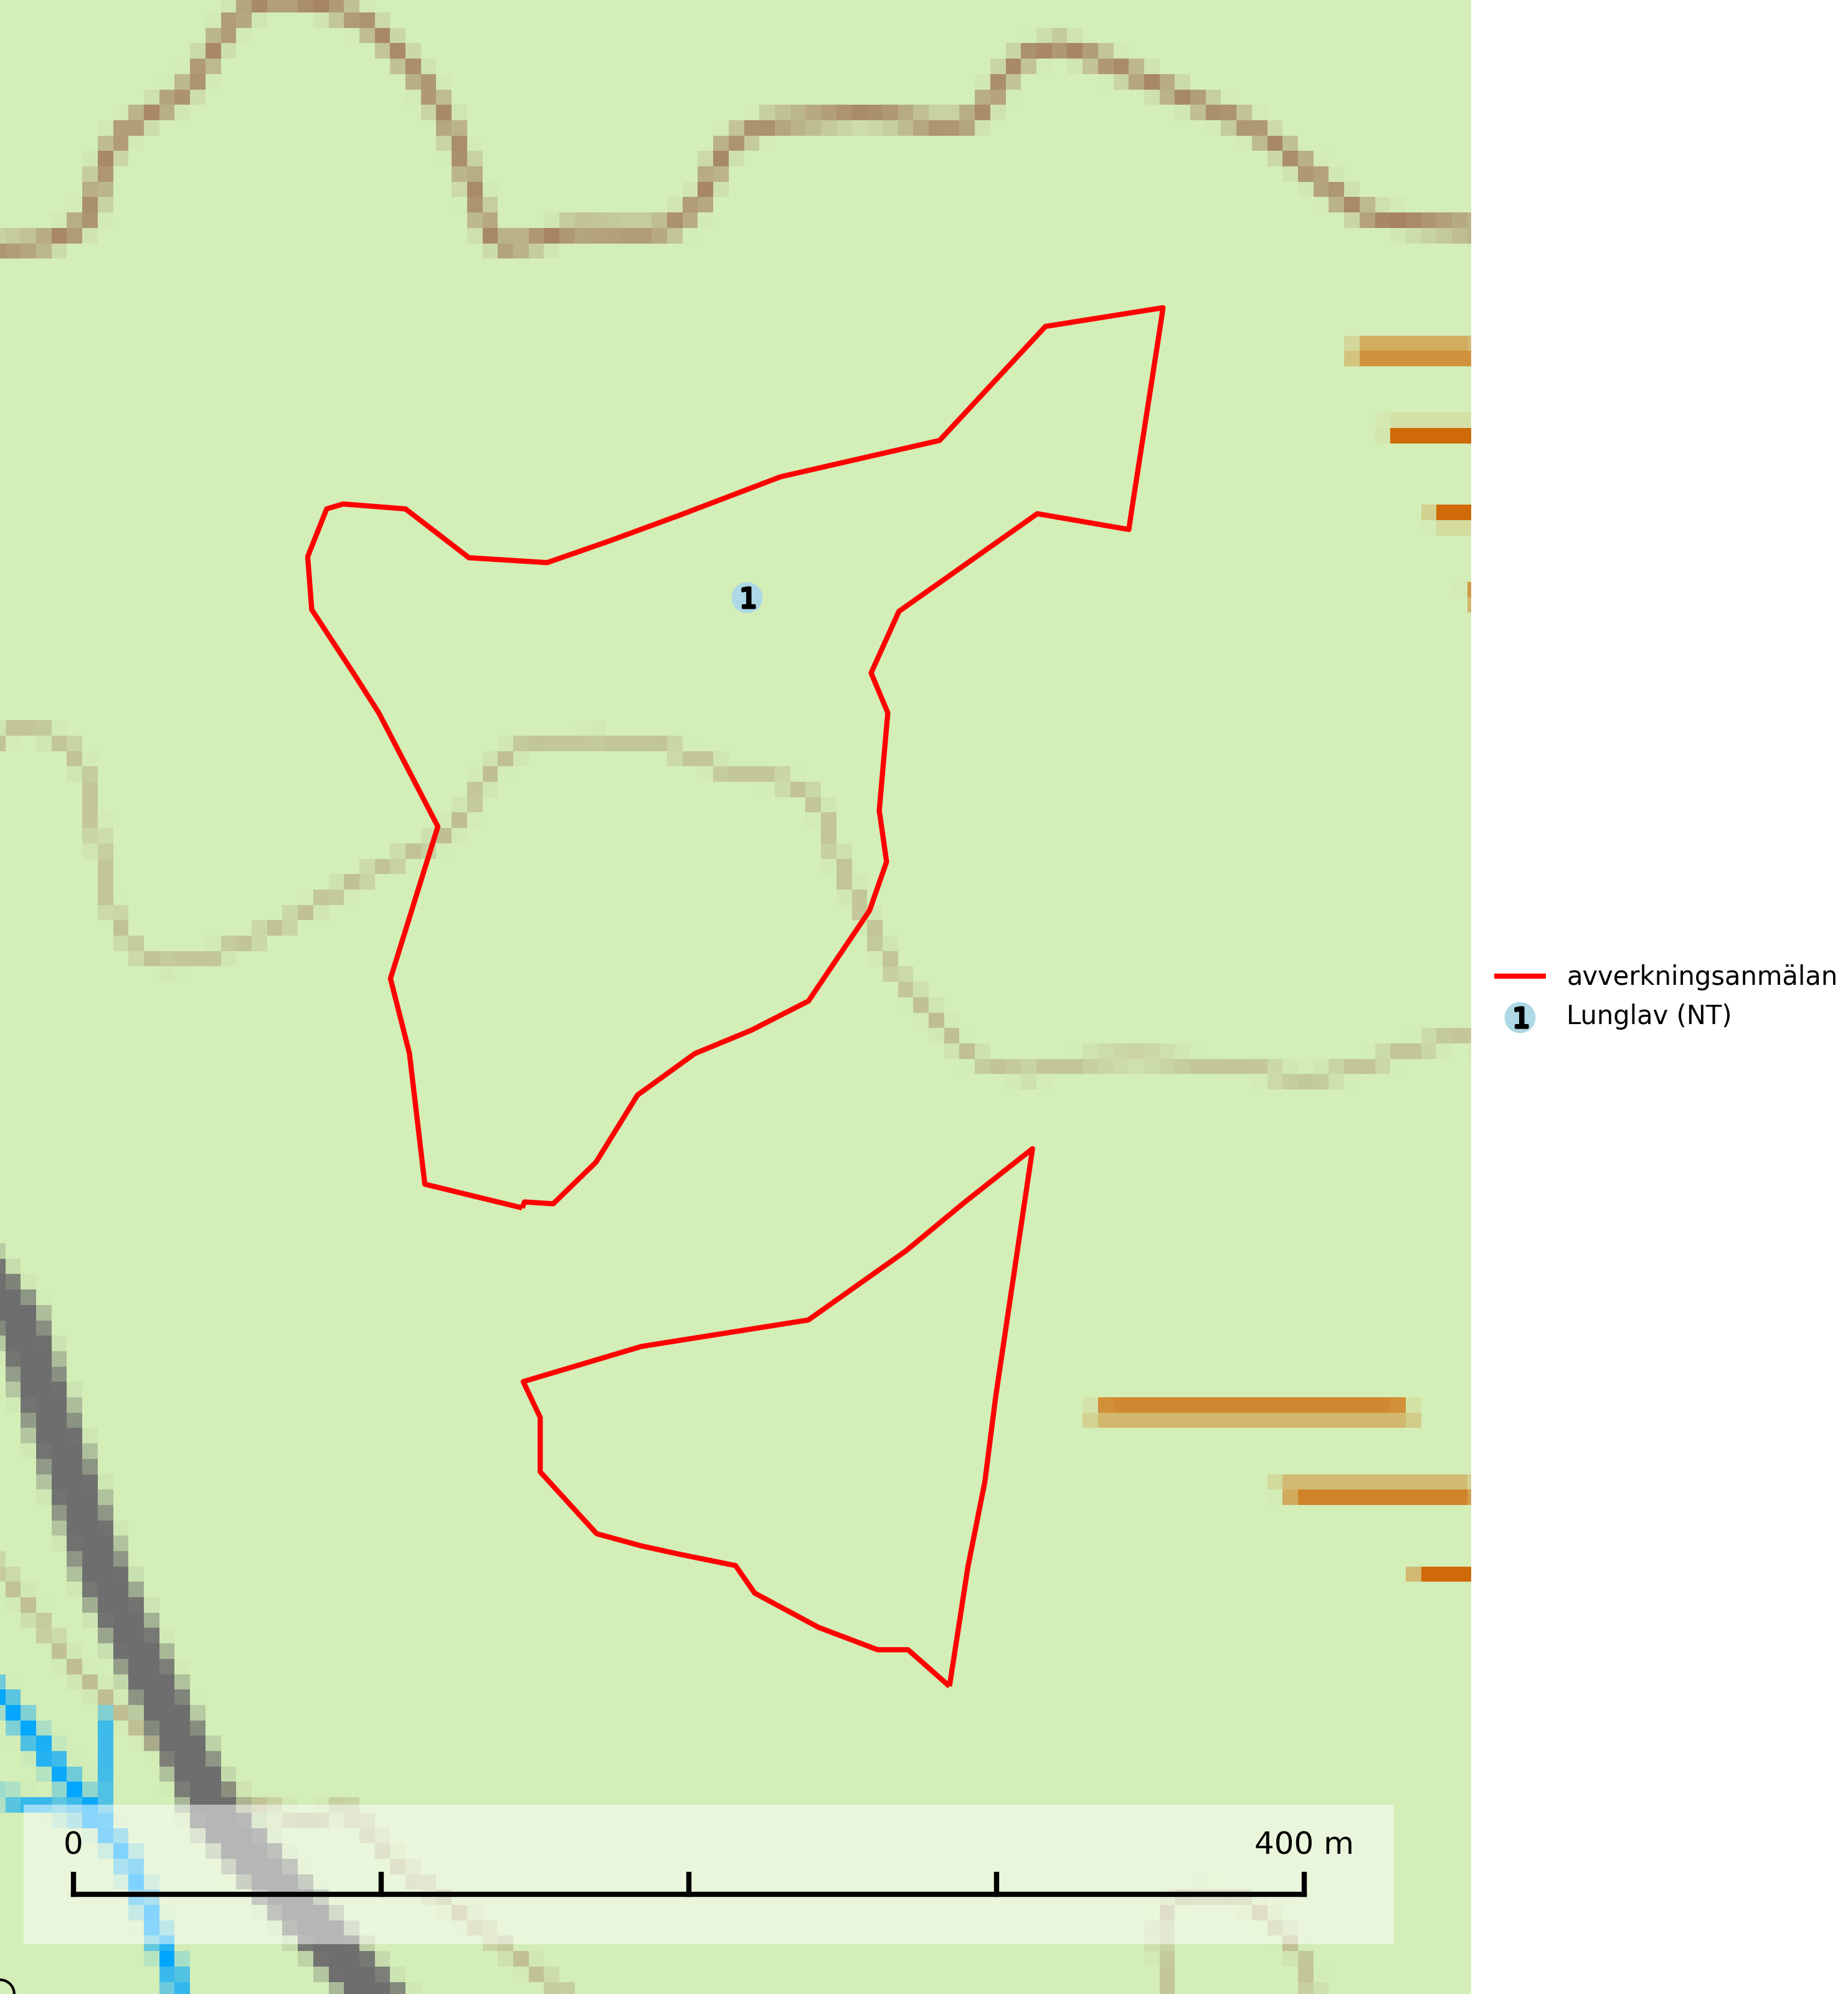 1
avverkningsanmälan
1 Lunglav (NT)
0 400 m